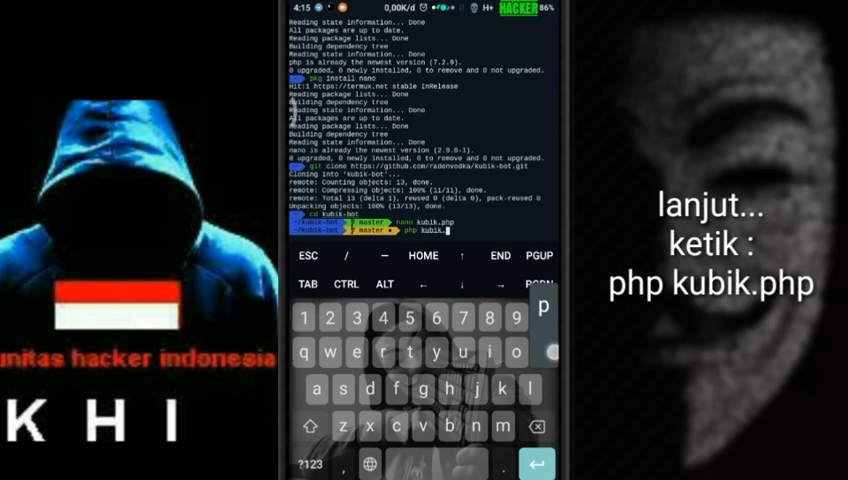 4:15
0,00K/d
H+
HACKER
86%
Reading state information... Done
All packages are up to date.
Reading package lists... Done
Building dependency tree
Reading state information... Done
php is already the newest version (7.2.9).
0 upgraded, 0 newly installed, 0 to remove and 0 not upgraded.
~ pkg install nano
Hit:1 https://termux.net stable InRelease
Reading package lists... Done
Building dependency tree
Reading state information... Done
All packages are up to date.
Reading package lists... Done
Building dependency tree
Reading state information... Done
nano is already the newest version (2.9.8-1).
0 upgraded, 0 newly installed, 0 to remove and 0 not upgraded.
~ git clone https://github.com/radenvodka/kubik-bot.git
Cloning into 'kubik-bot'...
remote: Counting objects: 13, done.
remote: Compressing objects: 100% (11/11), done.
remote: Total 13 (delta 1), reused 0 (delta 0), pack-reused 0
Unpacking objects: 100% (13/13), done.
~ cd kubik-bot
~/kubik-bot master nano kubik.php
~/kubik-bot master ● php kubik.
ESC / — HOME ↑ END PGUP
TAB CTRL ALT ← ↓ → PGDN
p
1 2 3 4 5 6 7 8 9
q w e r t y u i o
a s d f g h j k l
z x c v b n m
?123 , .
unitas hacker indonesia
K H I
lanjut...
ketik :
php kubik.php